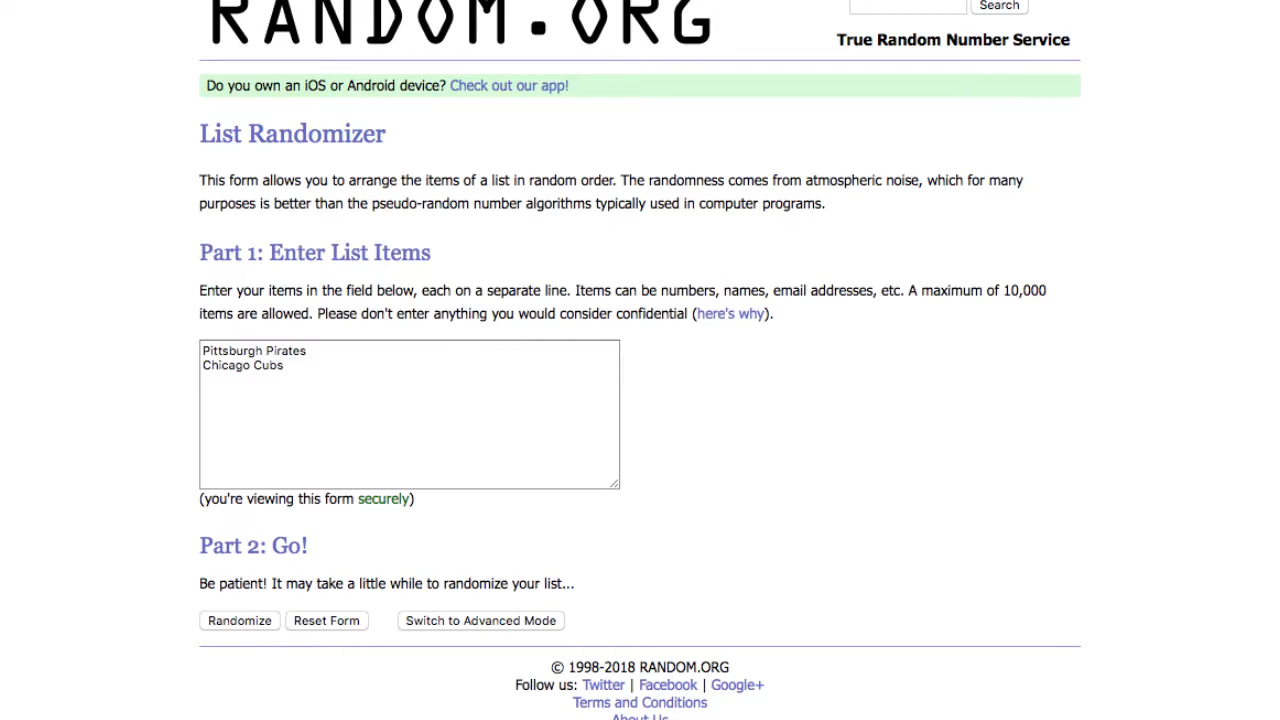 RANDOM.ORG
Search
True Random Number Service
Do you own an iOS or Android device? Check out our app!
List Randomizer
This form allows you to arrange the items of a list in random order. The randomness comes from atmospheric noise, which for many
purposes is better than the pseudo-random number algorithms typically used in computer programs.
Part 1: Enter List Items
Enter your items in the field below, each on a separate line. Items can be numbers, names, email addresses, etc. A maximum of 10,000
items are allowed. Please don't enter anything you would consider confidential (here's why).
Pittsburgh Pirates
Chicago Cubs
(you're viewing this form securely)
Part 2: Go!
Be patient! It may take a little while to randomize your list...
Randomize Reset Form Switch to Advanced Mode
© 1998-2018 RANDOM.ORG
Follow us: Twitter | Facebook | Google+
Terms and Conditions
About Us